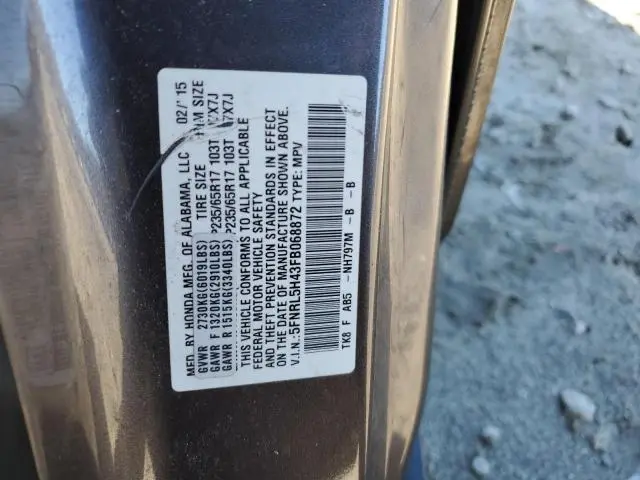 MFD. BY HONDA MFG. OF ALABAMA, LLC 02/ 15
GVWR 2730KG(6019LBS) TIRE SIZE RIM SIZE
GAWR F 1320KG(2910LBS) P235/65R17 103T 17X7J
GAWR R 1515KG(3340LBS) P235/65R17 103T 17X7J
THIS VEHICLE CONFORMS TO ALL APPLICABLE
FEDERAL MOTOR VEHICLE SAFETY
AND THEFT PREVENTION STANDARDS IN EFFECT
ON THE DATE OF MANUFACTURE SHOWN ABOVE.
V.I.N.:5FNRL5H43FB068872 TYPE: MPV
TK8 F AB5 -NH797M - B - B